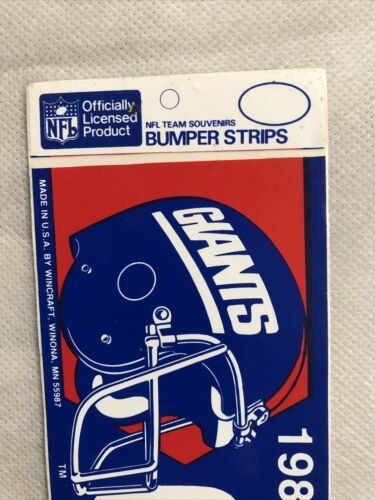 NFL
Officially
Licensed
Product
NFL TEAM SOUVENIRS
BUMPER STRIPS
MADE IN U.S.A. BY WINCRAFT, WINONA, MN 55987
GIANTS
198
TM